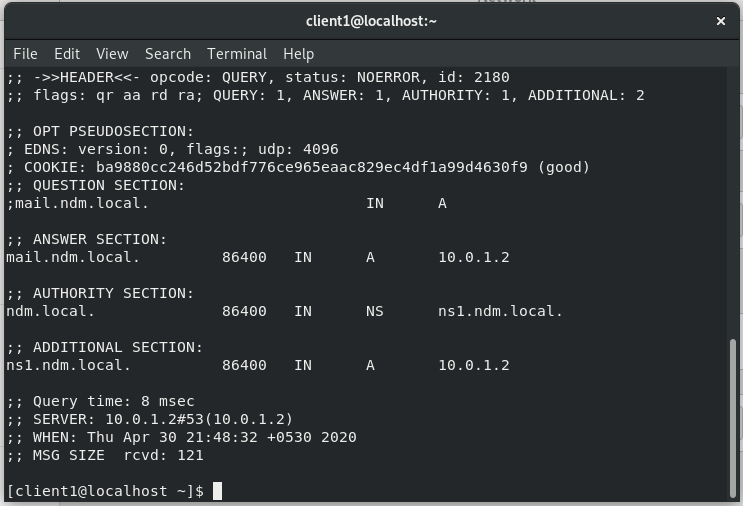 client1@localhost:~
File Edit View Search Terminal Help
;; ->>HEADER<<- opcode: QUERY, status: NOERROR, id: 2180
;; flags: qr aa rd ra; QUERY: 1, ANSWER: 1, AUTHORITY: 1, ADDITIONAL: 2

;; OPT PSEUDOSECTION:
; EDNS: version: 0, flags:; udp: 4096
; COOKIE: ba9880cc246d52bdf776ce965eaac829ec4df1a99d4630f9 (good)
;; QUESTION SECTION:
;mail.ndm.local. IN A

;; ANSWER SECTION:
mail.ndm.local. 86400 IN A 10.0.1.2

;; AUTHORITY SECTION:
ndm.local. 86400 IN NS ns1.ndm.local.

;; ADDITIONAL SECTION:
ns1.ndm.local. 86400 IN A 10.0.1.2

;; Query time: 8 msec
;; SERVER: 10.0.1.2#53(10.0.1.2)
;; WHEN: Thu Apr 30 21:48:32 +0530 2020
;; MSG SIZE rcvd: 121

[client1@localhost ~]$